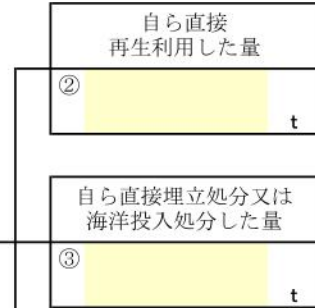 自ら直接
再生利用した量
②
t
自ら直接埋立処分又は
海洋投入処分した量
③
t